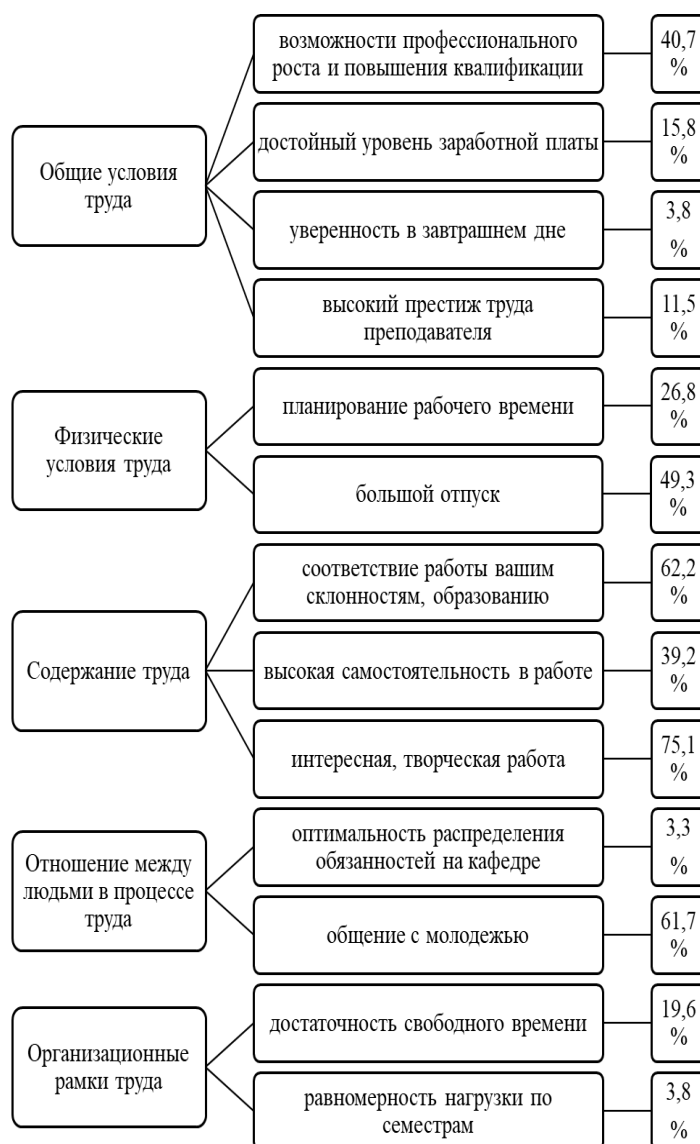 Общие условия
труда
возможности профессионального
роста и повышения квалификации
40,7
%
достойный уровень заработной платы
15,8
%
уверенность в завтрашнем дне
3,8
%
высокий престиж труда
преподавателя
11,5
%
Физические
условия труда
планирование рабочего времени
26,8
%
большой отпуск
49,3
%
Содержание труда
соответствие работы вашим
склонностям, образованию
62,2
%
высокая самостоятельность в работе
39,2
%
интересная, творческая работа
75,1
%
Отношение между
людьми в процессе
труда
оптимальность распределения
обязанностей на кафедре
3,3
%
общение с молодежью
61,7
%
Организационные
рамки труда
достаточность свободного времени
19,6
%
равномерность нагрузки по
семестрам
3,8
%